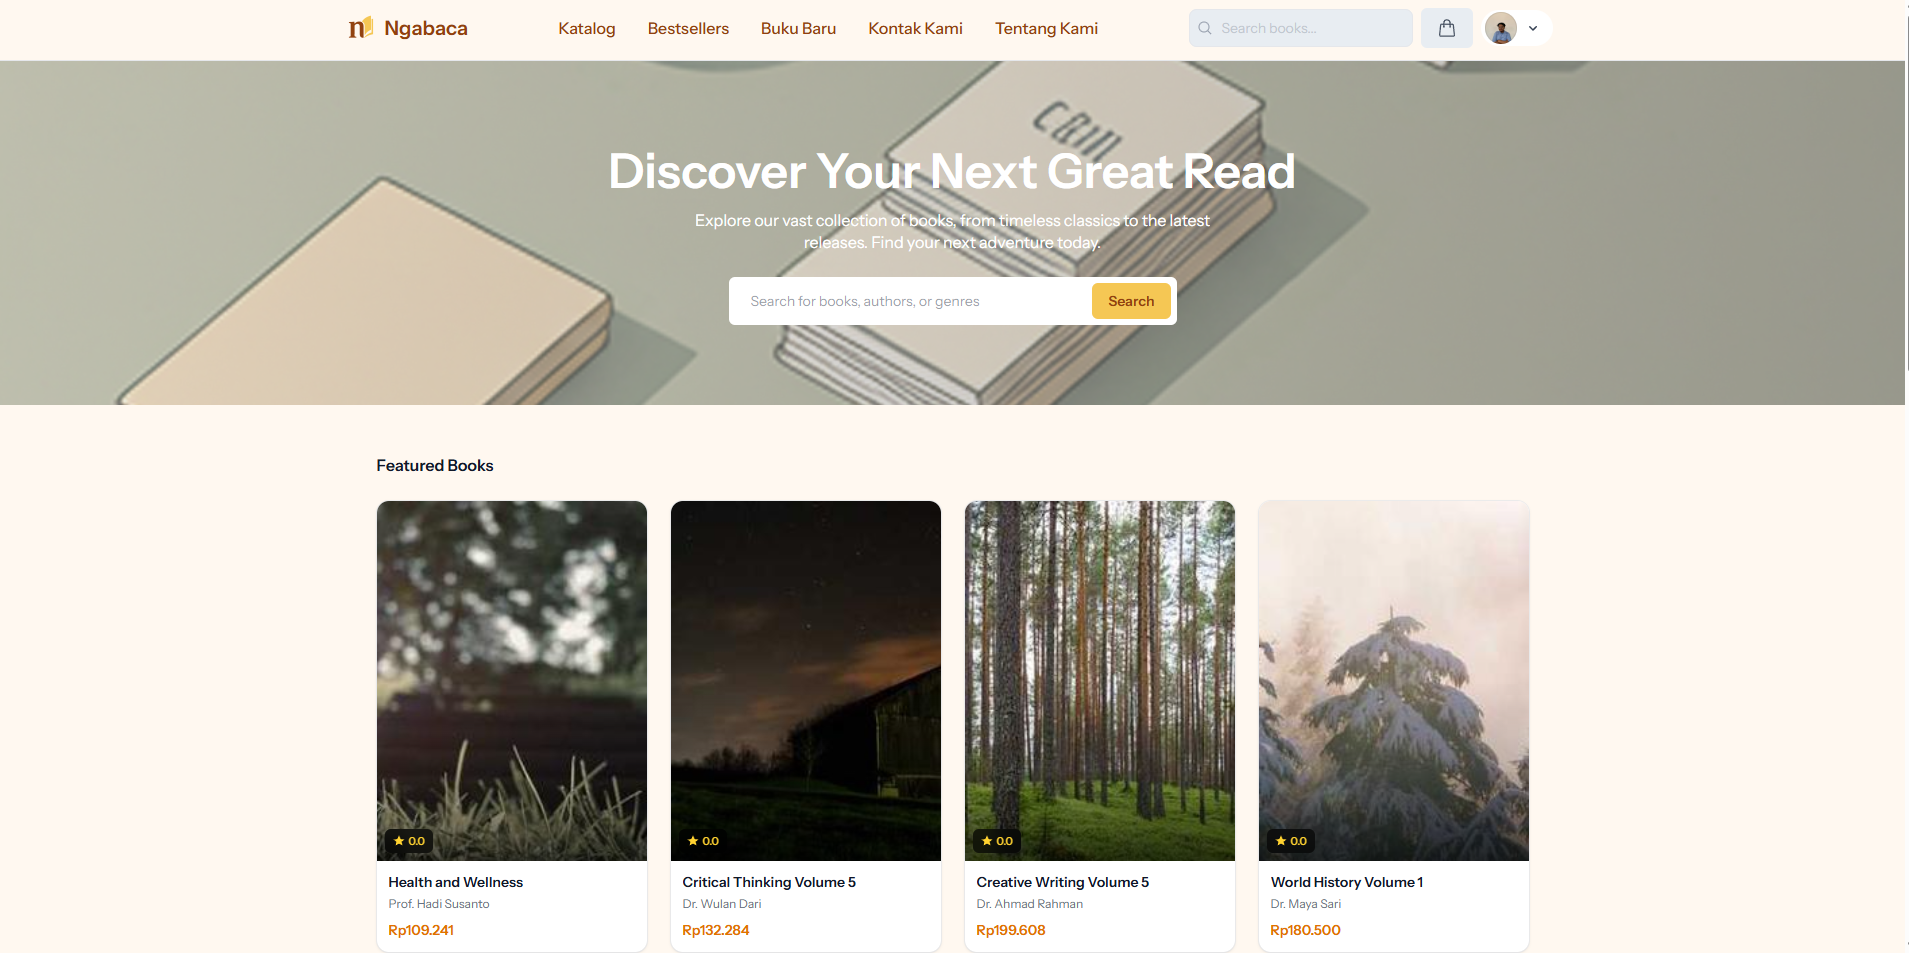 Ngabaca
Katalog
Bestsellers
Buku Baru
Kontak Kami
Tentang Kami
Search books...
Discover Your Next Great Read
Explore our vast collection of books, from timeless classics to the latest
releases. Find your next adventure today.
Search for books, authors, or genres
Search
Featured Books
★ 0.0
Health and Wellness
Prof. Hadi Susanto
Rp109.241
★ 0.0
Critical Thinking Volume 5
Dr. Wulan Dari
Rp132.284
★ 0.0
Creative Writing Volume 5
Dr. Ahmad Rahman
Rp199.608
★ 0.0
World History Volume 1
Dr. Maya Sari
Rp180.500